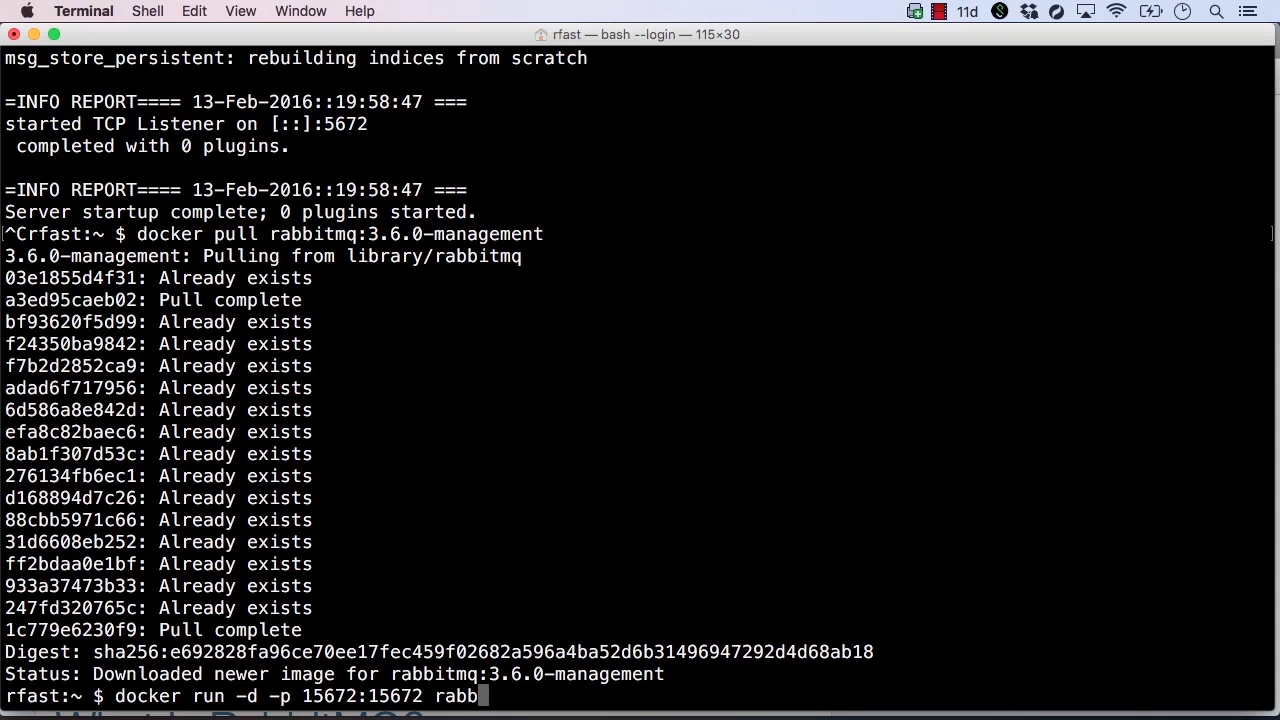 Terminal Shell Edit View Window Help 11d
rfast — bash --login — 115×30
msg_store_persistent: rebuilding indices from scratch
=INFO REPORT==== 13-Feb-2016::19:58:47 ===
started TCP Listener on [::]:5672
completed with 0 plugins.
=INFO REPORT==== 13-Feb-2016::19:58:47 ===
Server startup complete; 0 plugins started.
^Crfast:~ $ docker pull rabbitmq:3.6.0-management
3.6.0-management: Pulling from library/rabbitmq
03e1855d4f31: Already exists
a3ed95caeb02: Pull complete
bf93620f5d99: Already exists
f24350ba9842: Already exists
f7b2d2852ca9: Already exists
adad6f717956: Already exists
6d586a8e842d: Already exists
efa8c82baec6: Already exists
8ab1f307d53c: Already exists
276134fb6ec1: Already exists
d168894d7c26: Already exists
88cbb5971c66: Already exists
31d6608eb252: Already exists
ff2bdaa0e1bf: Already exists
933a37473b33: Already exists
247fd320765c: Already exists
1c779e6230f9: Pull complete
Digest: sha256:e692828fa96ce70ee17fec459f02682a596a4ba52d6b31496947292d4d68ab18
Status: Downloaded newer image for rabbitmq:3.6.0-management
rfast:~ $ docker run -d -p 15672:15672 rabb